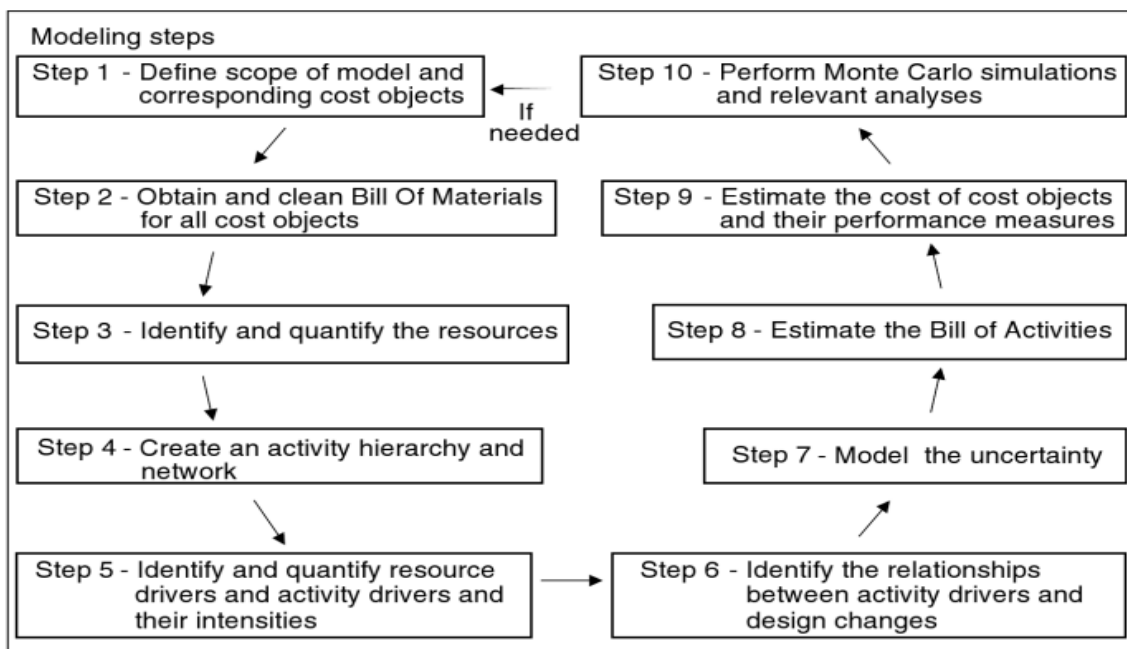 Modeling steps
Step 1 - Define scope of model and
corresponding cost objects
If
needed
Step 2 - Obtain and clean Bill Of Materials
for all cost objects
Step 3 - Identify and quantify the resources
Step 4 - Create an activity hierarchy and
network
Step 5 - Identify and quantify resource
drivers and activity drivers and
their intensities
Step 6 - Identify the relationships
between activity drivers and
design changes
Step 7 - Model the uncertainty
Step 8 - Estimate the Bill of Activities
Step 9 - Estimate the cost of cost objects
and their performance measures
Step 10 - Perform Monte Carlo simulations
and relevant analyses